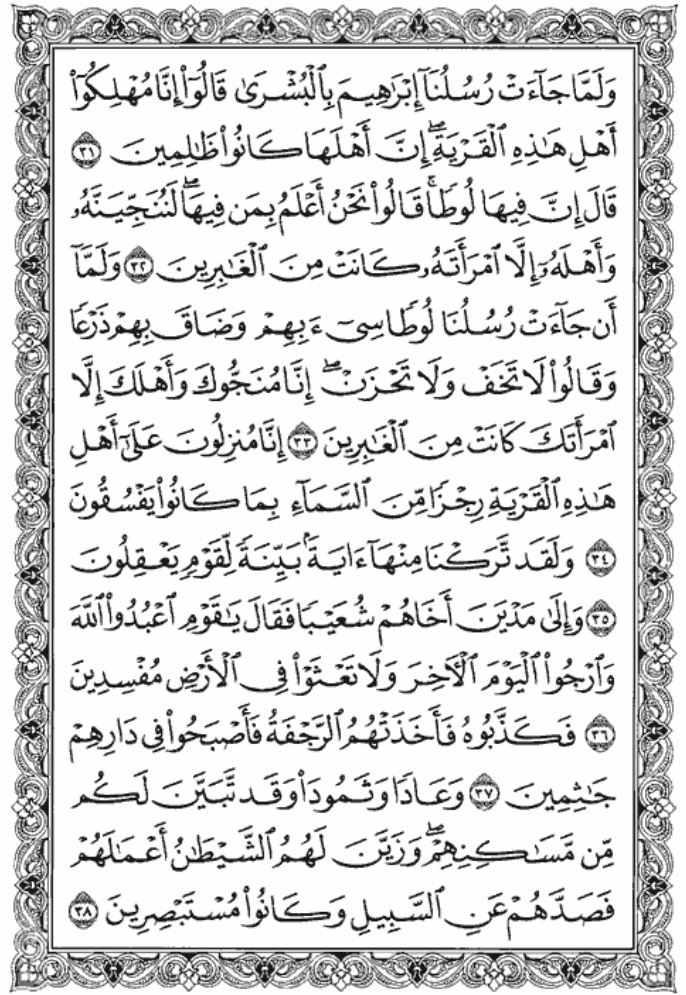 وَلَمَّا جَآءَتْ رُسُلُنَآ إِبْرَٰهِيمَ بِٱلْبُشْرَىٰ قَالُوٓا۟ إِنَّا مُهْلِكُوٓا۟
أَهْلِ هَٰذِهِ ٱلْقَرْيَةِ ۖ إِنَّ أَهْلَهَا كَانُوا۟ ظَٰلِمِينَ ٣١
قَالَ إِنَّ فِيهَا لُوطًا ۚ قَالُوا۟ نَحْنُ أَعْلَمُ بِمَن فِيهَا ۖ لَنُنَجِّيَنَّهُۥ
وَأَهْلَهُۥٓ إِلَّا ٱمْرَأَتَهُۥ كَانَتْ مِنَ ٱلْغَٰبِرِينَ ٣٢ وَلَمَّآ
أَن جَآءَتْ رُسُلُنَا لُوطًا سِىٓءَ بِهِمْ وَضَاقَ بِهِمْ ذَرْعًا
وَقَالُوا۟ لَا تَخَفْ وَلَا تَحْزَنْ ۖ إِنَّا مُنَجُّوكَ وَأَهْلَكَ إِلَّا
ٱمْرَأَتَكَ كَانَتْ مِنَ ٱلْغَٰبِرِينَ ٣٣ إِنَّا مُنزِلُونَ عَلَىٰٓ أَهْلِ
هَٰذِهِ ٱلْقَرْيَةِ رِجْزًا مِّنَ ٱلسَّمَآءِ بِمَا كَانُوا۟ يَفْسُقُونَ
٣٤ وَلَقَد تَّرَكْنَا مِنْهَآ ءَايَةًۢ بَيِّنَةً لِّقَوْمٍ يَعْقِلُونَ
٣٥ وَإِلَىٰ مَدْيَنَ أَخَاهُمْ شُعَيْبًا فَقَالَ يَٰقَوْمِ ٱعْبُدُوا۟ ٱللَّهَ
وَٱرْجُوا۟ ٱلْيَوْمَ ٱلْءَاخِرَ وَلَا تَعْثَوْا۟ فِى ٱلْأَرْضِ مُفْسِدِينَ
٣٦ فَكَذَّبُوهُ فَأَخَذَتْهُمُ ٱلرَّجْفَةُ فَأَصْبَحُوا۟ فِى دَارِهِمْ
جَٰثِمِينَ ٣٧ وَعَادًا وَثَمُودَا۟ وَقَد تَّبَيَّنَ لَكُم
مِّن مَّسَٰكِنِهِمْ ۖ وَزَيَّنَ لَهُمُ ٱلشَّيْطَٰنُ أَعْمَٰلَهُمْ
فَصَدَّهُمْ عَنِ ٱلسَّبِيلِ وَكَانُوا۟ مُسْتَبْصِرِينَ ٣٨